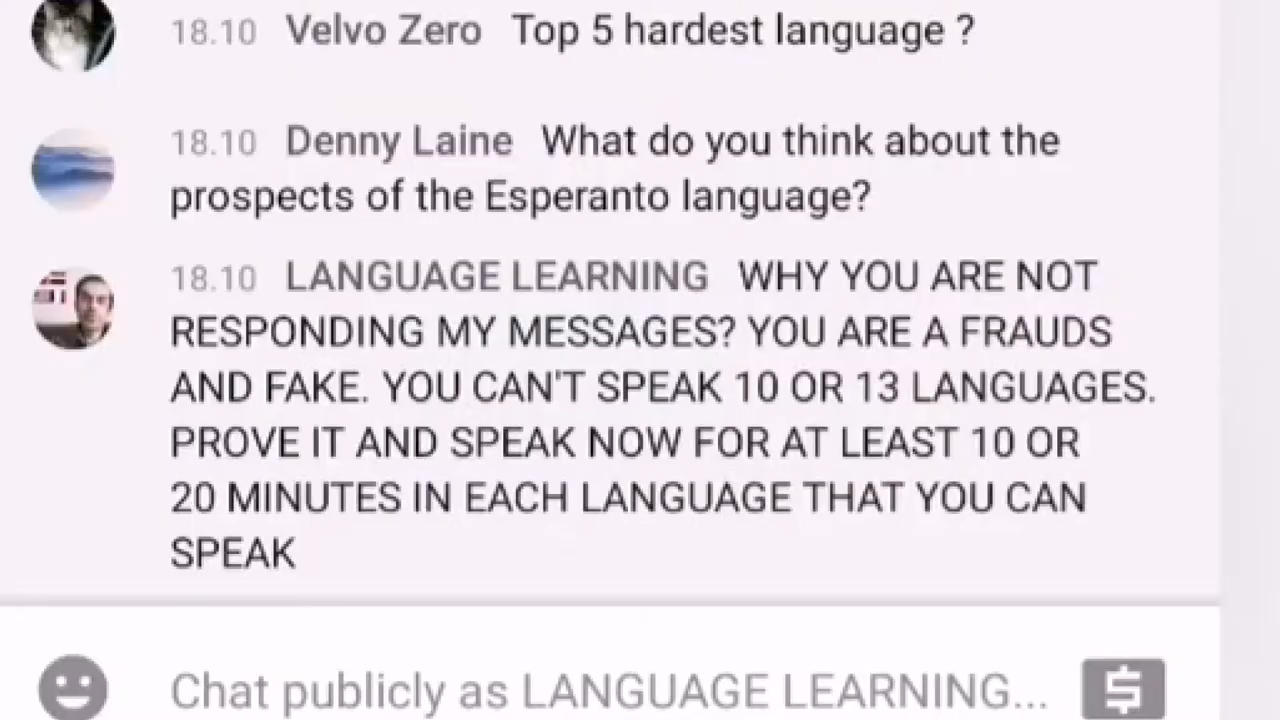 18.10 Velvo Zero Top 5 hardest language ?
18.10 Denny Laine What do you think about the
prospects of the Esperanto language?
18.10 LANGUAGE LEARNING WHY YOU ARE NOT
RESPONDING MY MESSAGES? YOU ARE A FRAUDS
AND FAKE. YOU CAN'T SPEAK 10 OR 13 LANGUAGES.
PROVE IT AND SPEAK NOW FOR AT LEAST 10 OR
20 MINUTES IN EACH LANGUAGE THAT YOU CAN
SPEAK
Chat publicly as LANGUAGE LEARNING...